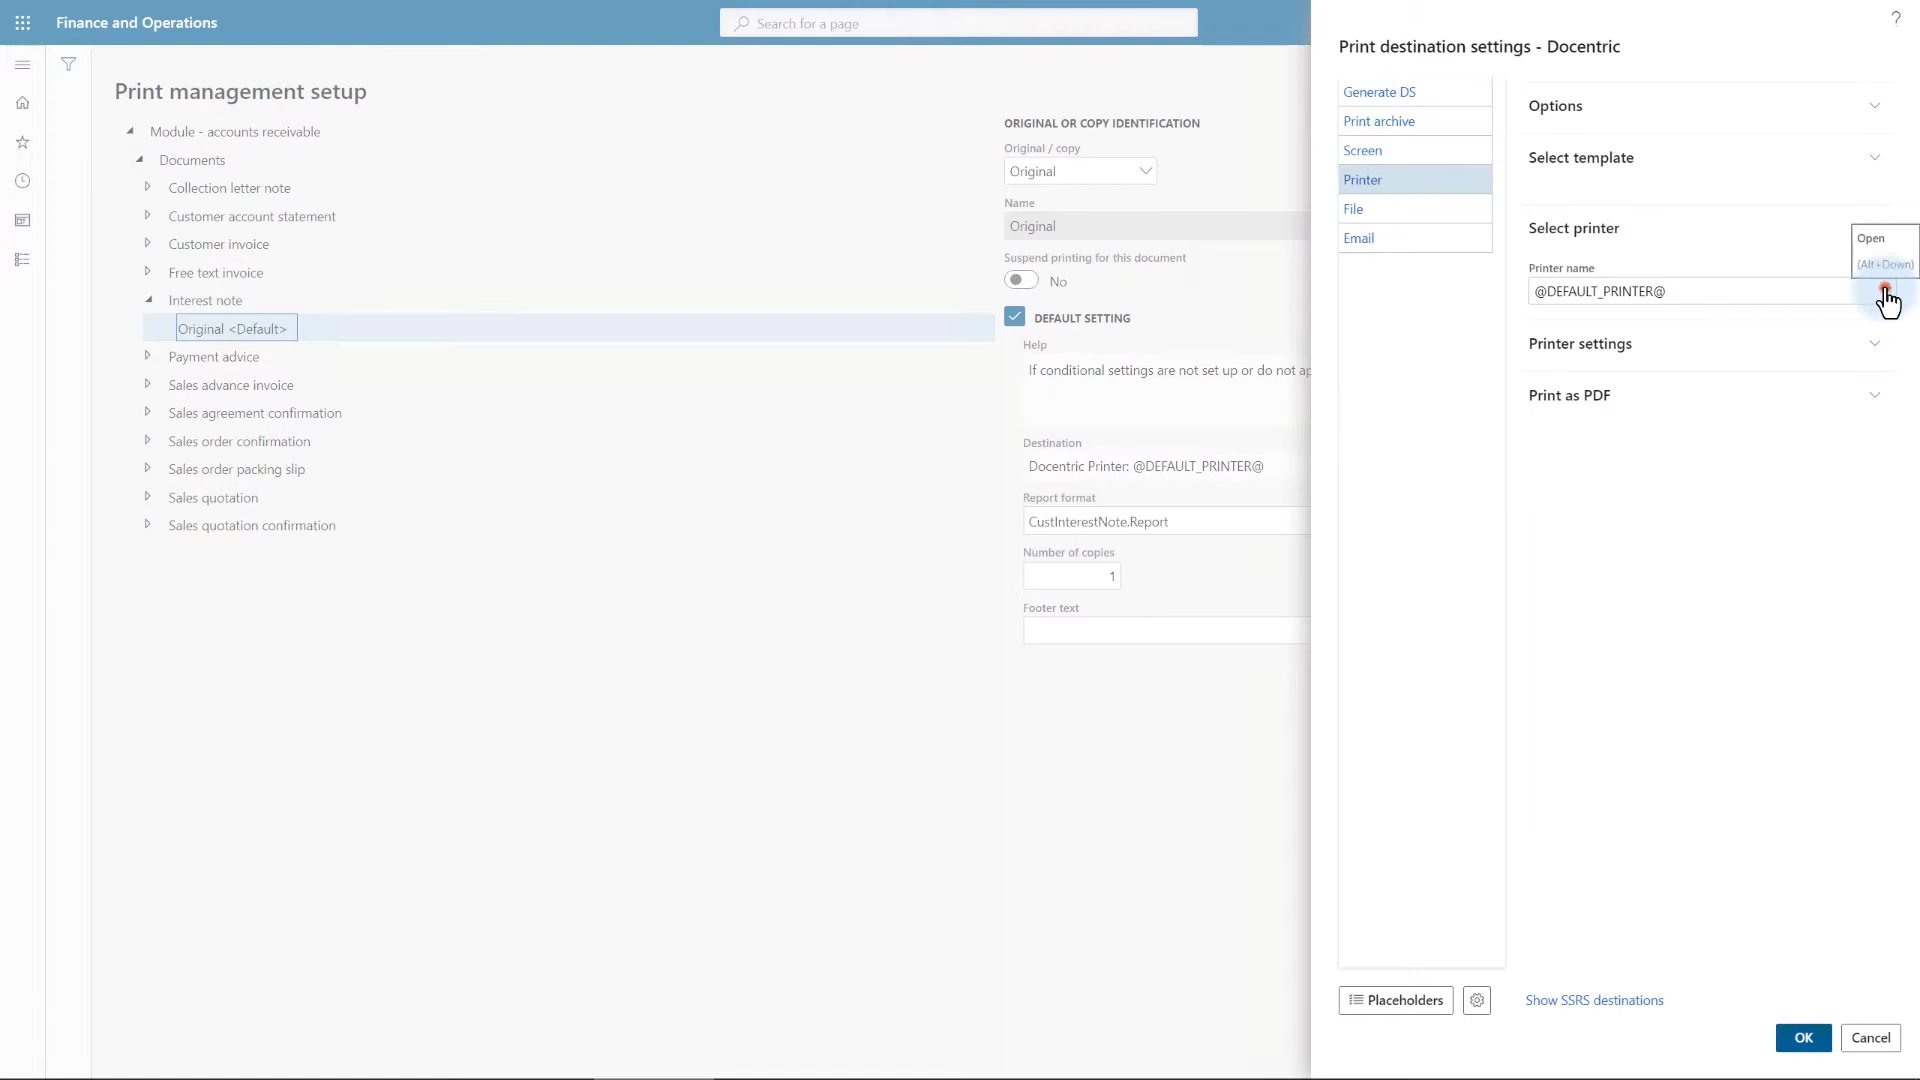 Finance and Operations
Search for a page
?
Print management setup
Module - accounts receivable
Documents
Collection letter note
Customer account statement
Customer invoice
Free text invoice
Interest note
Original <Default>
Payment advice
Sales advance invoice
Sales agreement confirmation
Sales order confirmation
Sales order packing slip
Sales quotation
Sales quotation confirmation
ORIGINAL OR COPY IDENTIFICATION
Original / copy
Original
Name
Original
Suspend printing for this document
No
DEFAULT SETTING
Help
If conditional settings are not set up or do not ap
Destination
Docentric Printer: @DEFAULT_PRINTER@
Report format
CustInterestNote.Report
Number of copies
1
Footer text
Print destination settings - Docentric
Generate DS
Print archive
Screen
Printer
File
Email
Options
Select template
Select printer
Open
(Alt+Down)
Printer name
@DEFAULT_PRINTER@
Printer settings
Print as PDF
Placeholders
Show SSRS destinations
OK
Cancel